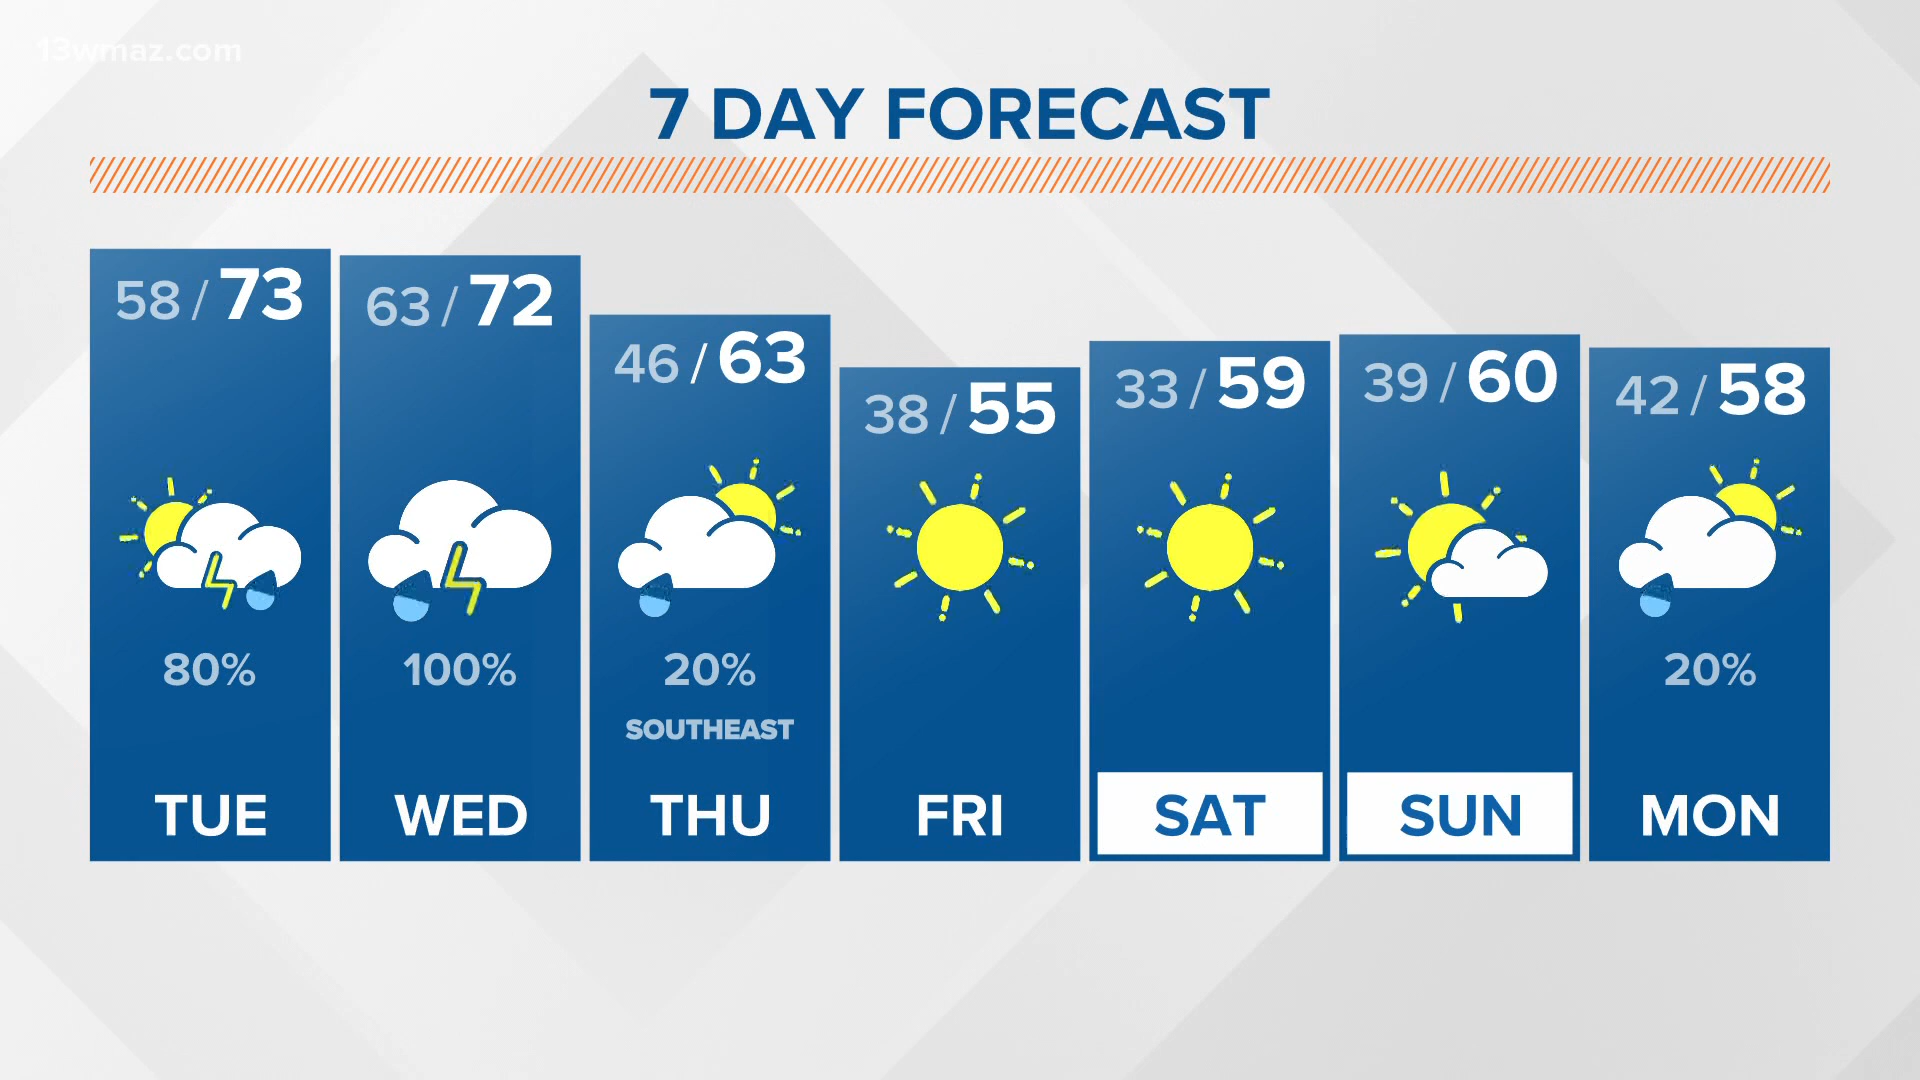 13wmaz.com
7 DAY FORECAST
58 / 73
80%
TUE
63 / 72
100%
WED
46 / 63
20%
SOUTHEAST
THU
38 / 55
FRI
33 / 59
SAT
39 / 60
SUN
42 / 58
20%
MON